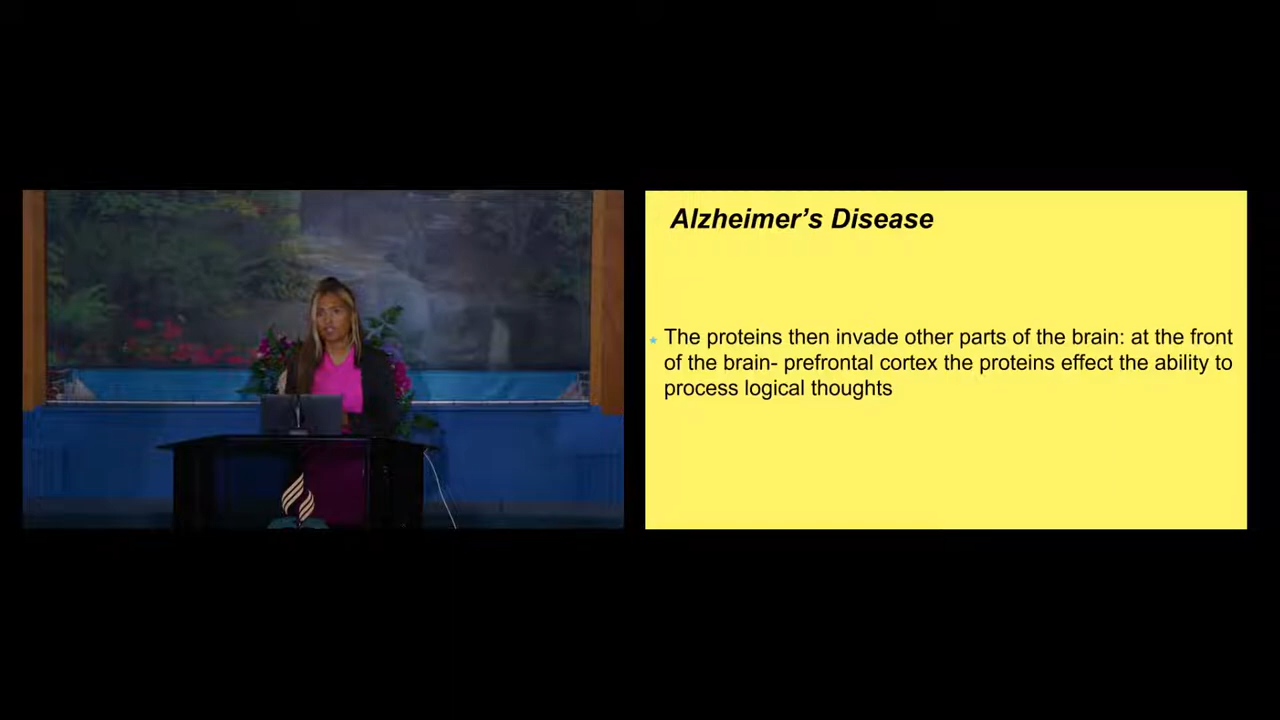 Alzheimer's Disease
The proteins then invade other parts of the brain: at the front
of the brain- prefrontal cortex the proteins effect the ability to
process logical thoughts